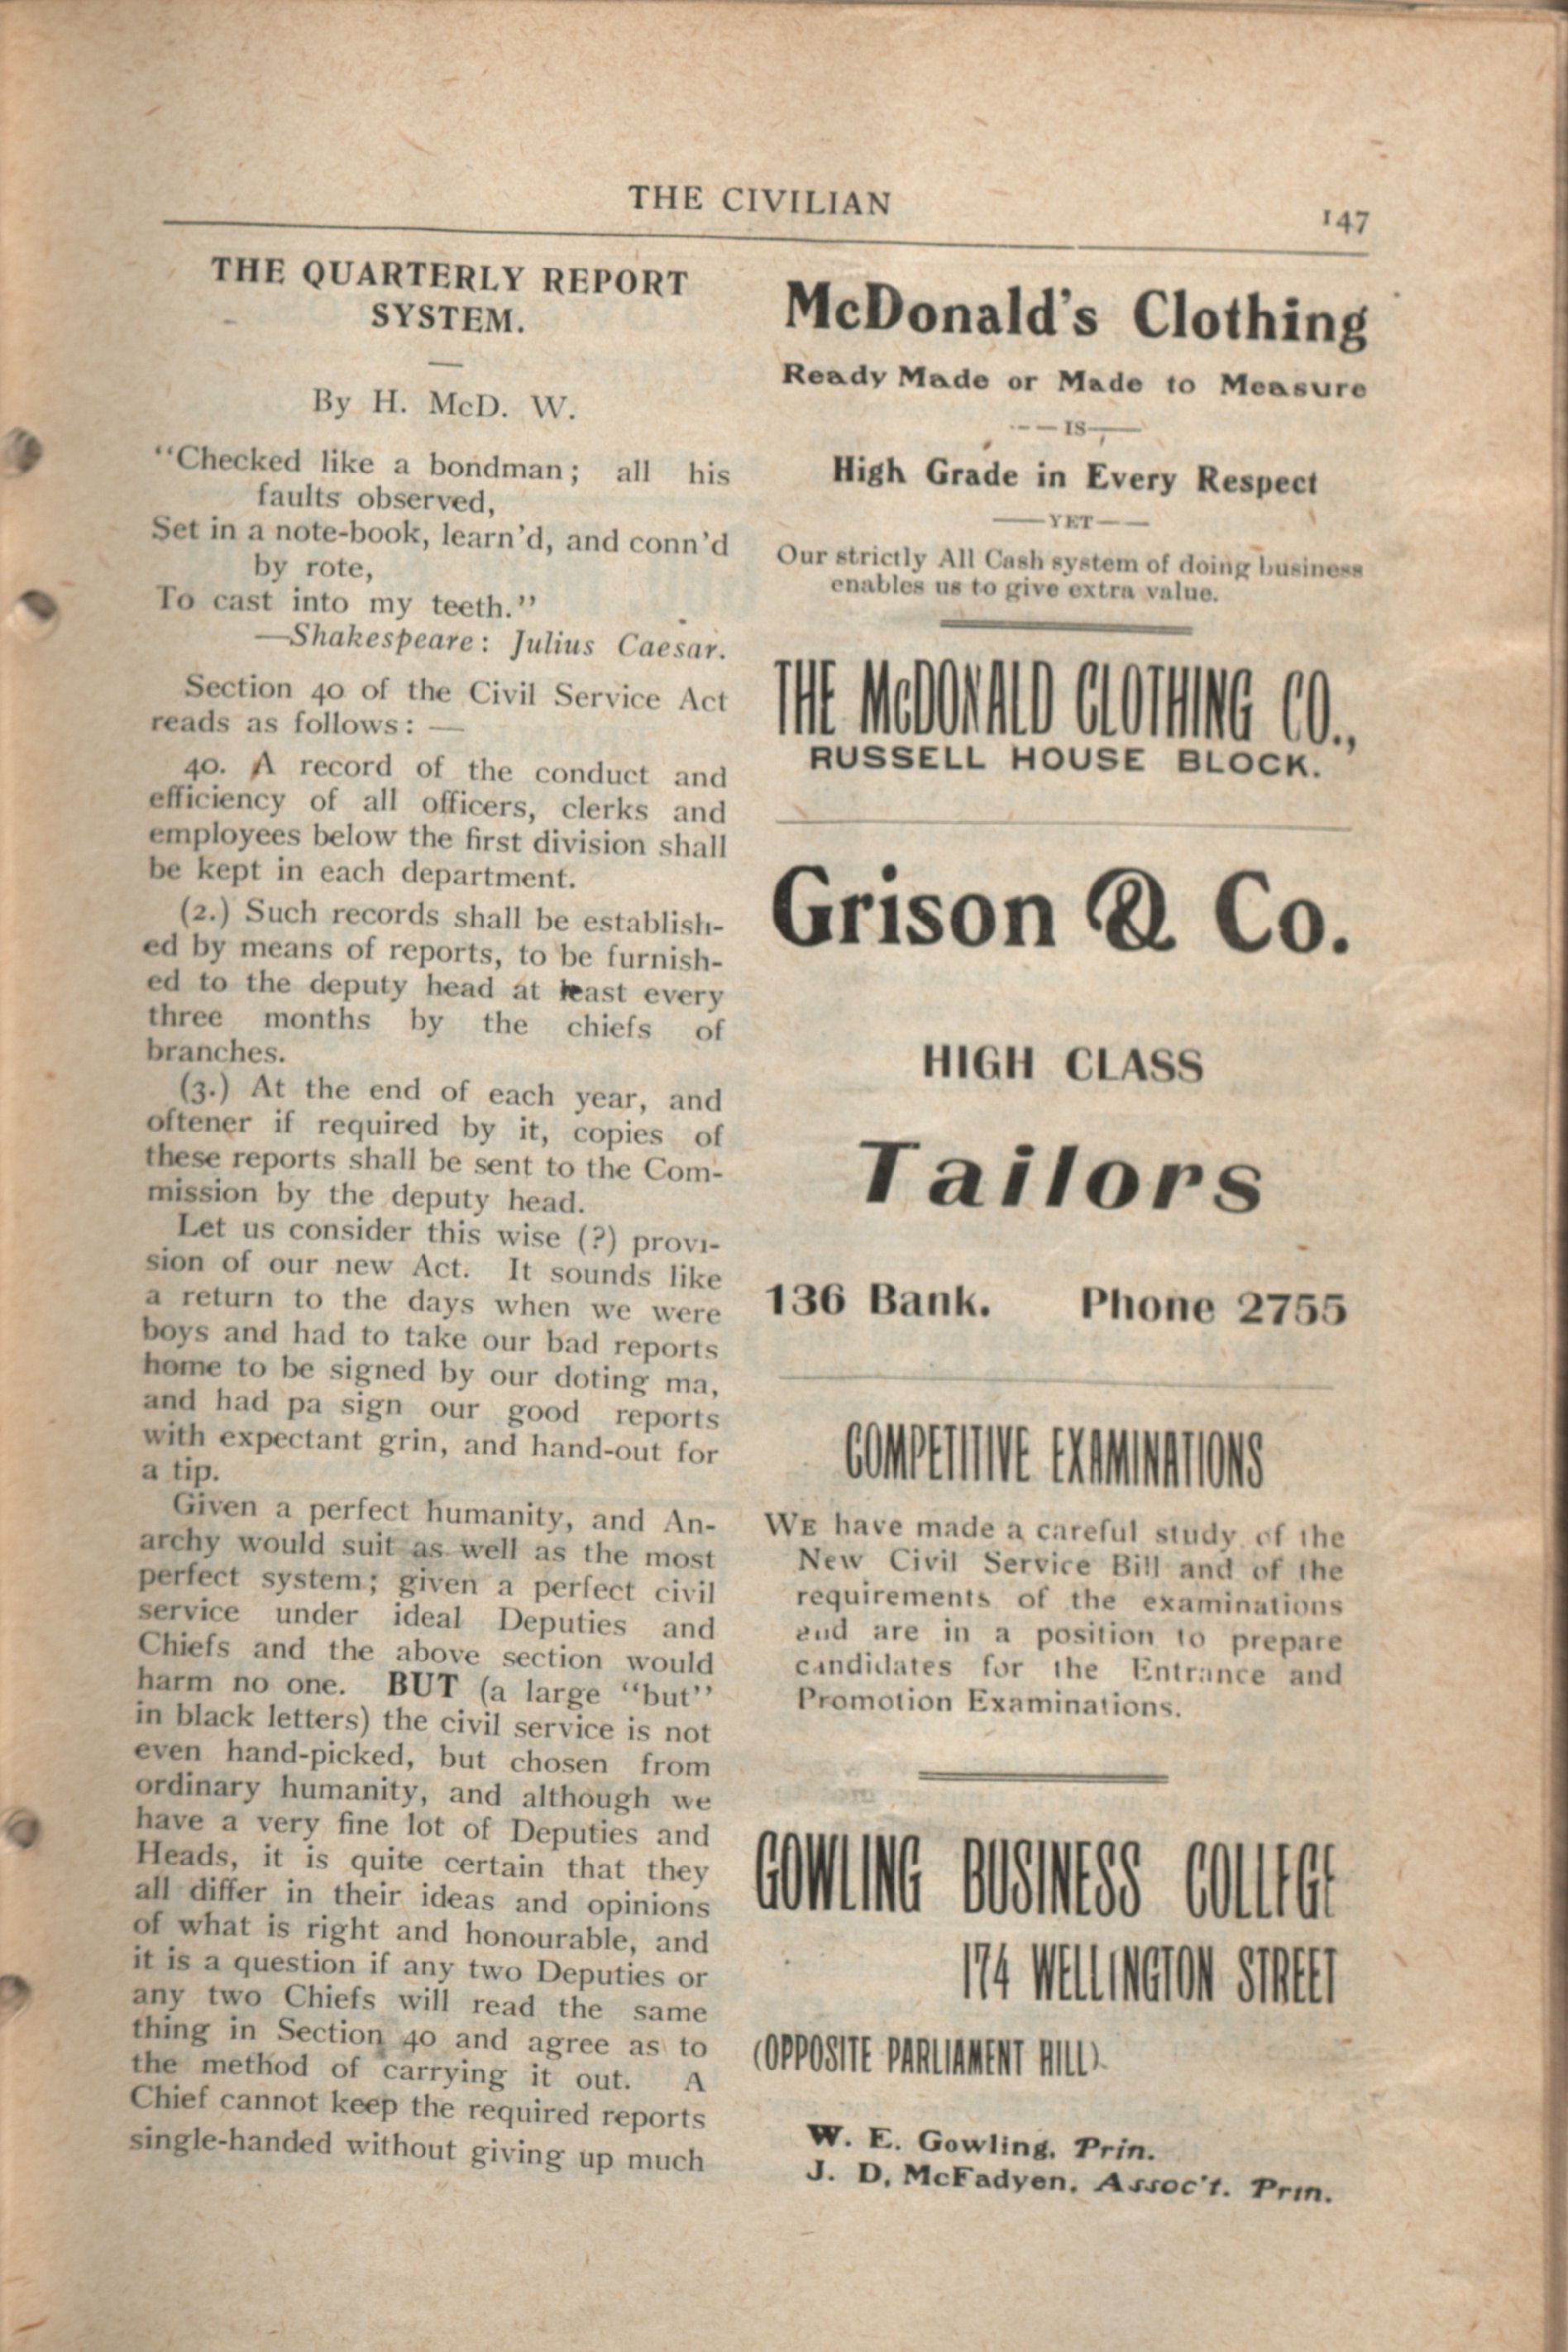 THE CIVILIAN
147
THE QUARTERLY REPORT
SYSTEM.
By H. McD. W.
"Checked like a bondman; all his
faults observed,
Set in a note-book, learn'd, and conn'd
by rote,
To cast into my teeth."
—Shakespeare: Julius Caesar.
Section 40 of the Civil Service Act
reads as follows: —
40. A record of the conduct and
efficiency of all officers, clerks and
employees below the first division shall
be kept in each department.
(2.) Such records shall be establish-
ed by means of reports, to be furnish-
ed to the deputy head at least every
three months by the chiefs of
branches.
(3.) At the end of each year, and
oftener if required by it, copies of
these reports shall be sent to the Com-
mission by the deputy head.
Let us consider this wise (?) provi-
sion of our new Act. It sounds like
a return to the days when we were
boys and had to take our bad reports
home to be signed by our doting ma,
and had pa sign our good reports
with expectant grin, and hand-out for
a tip.
Given a perfect humanity, and An-
archy would suit as well as the most
perfect system; given a perfect civil
service under ideal Deputies and
Chiefs and the above section would
harm no one. BUT (a large "but"
in black letters) the civil service is not
even hand-picked, but chosen from
ordinary humanity, and although we
have a very fine lot of Deputies and
Heads, it is quite certain that they
all differ in their ideas and opinions
of what is right and honourable, and
it is a question if any two Deputies or
any two Chiefs will read the same
thing in Section 40 and agree as to
the method of carrying it out. A
Chief cannot keep the required reports
single-handed without giving up much
McDonald's Clothing
Ready Made or Made to Measure
——IS——
High Grade in Every Respect
——YET——
Our strictly All Cash system of doing business
enables us to give extra value.
THE McDONALD CLOTHING CO.,
RUSSELL HOUSE BLOCK.
Grison & Co.
HIGH CLASS
Tailors
136 Bank. Phone 2755
COMPETITIVE EXAMINATIONS
WE have made a careful study of the
New Civil Service Bill and of the
requirements of the examinations
and are in a position to prepare
candidates for the Entrance and
Promotion Examinations.
GOWLING BUSINESS COLLEGE
174 WELLINGTON STREET
(OPPOSITE PARLIAMENT HILL).
W. E. Gowling, Prin.
J. D. McFadyen, Assoc't. Prin.